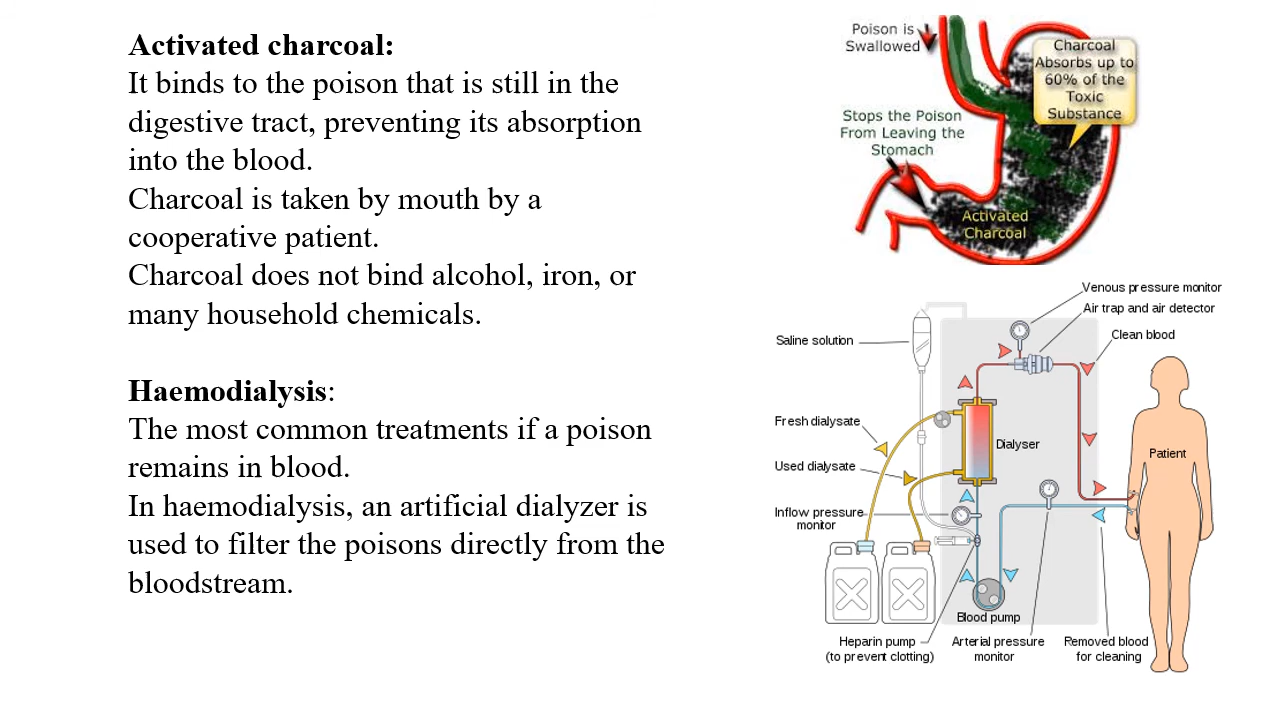 Activated charcoal:
It binds to the poison that is still in the
digestive tract, preventing its absorption
into the blood.
Charcoal is taken by mouth by a
cooperative patient.
Charcoal does not bind alcohol, iron, or
many household chemicals.
Haemodialysis:
The most common treatments if a poison
remains in blood.
In haemodialysis, an artificial dialyzer is
used to filter the poisons directly from the
bloodstream.
Poison is
Swallowed
Charcoal
Absorbs up to
60% of the
Toxic
Substance
Stops the Poison
From Leaving the
Stomach
Activated
Charcoal
Venous pressure monitor
Air trap and air detector
Clean blood
Saline solution
Fresh dialysate
Dialyser
Patient
Used dialysate
Inflow pressure
monitor
Blood pump
Heparin pump
(to prevent clotting)
Arterial pressure
monitor
Removed blood
for cleaning